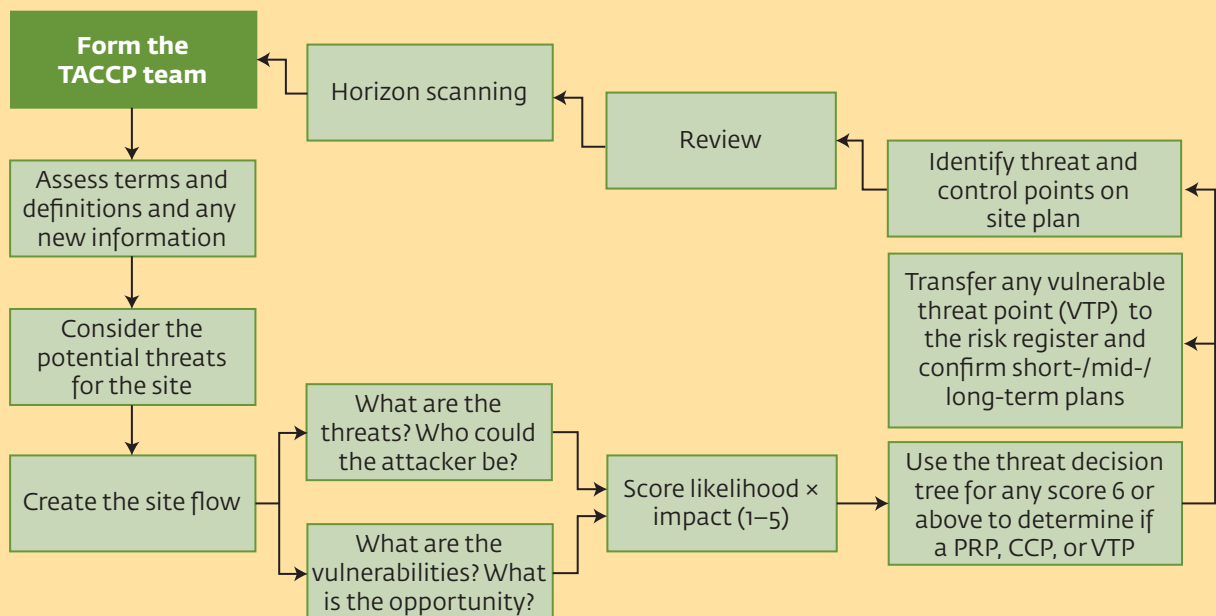 Form the
TACCP team
Assess terms and
definitions and any
new information
Consider the
potential threats
for the site
Create the site flow
What are the
threats? Who could
the attacker be?
What are the
vulnerabilities? What
is the opportunity?
Score likelihood ×
impact (1–5)
Use the threat decision
tree for any score 6 or
above to determine if
a PRP, CCP, or VTP
Transfer any vulnerable
threat point (VTP) to
the risk register and
confirm short-/mid-/
long-term plans
Identify threat and
control points on
site plan
Review
Horizon scanning